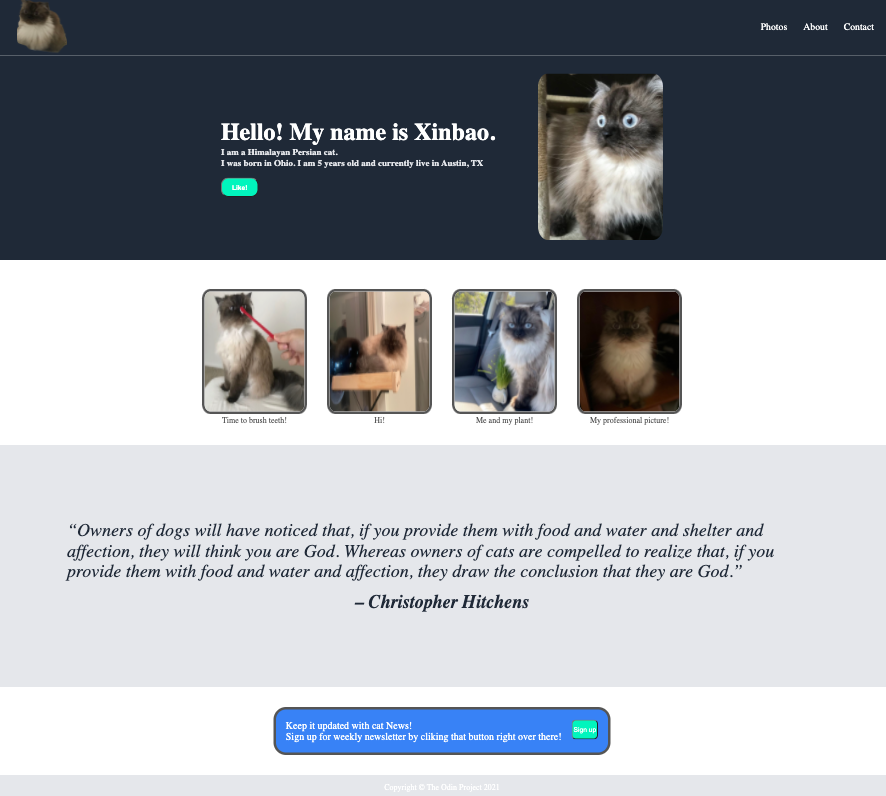 Photos About Contact
Hello! My name is Xinbao.
I am a Himalayan Persian cat.
I was born in Ohio. I am 5 years old and currently live in Austin, TX
Like!
Time to brush teeth!
Hi!
Me and my plant!
My professional picture!
“Owners of dogs will have noticed that, if you provide them with food and water and shelter and
affection, they will think you are God. Whereas owners of cats are compelled to realize that, if you
provide them with food and water and affection, they draw the conclusion that they are God.”
– Christopher Hitchens
Keep it updated with cat News!
Sign up for weekly newsletter by cliking that button right over there!
Sign up
Copyright © The Odin Project 2021